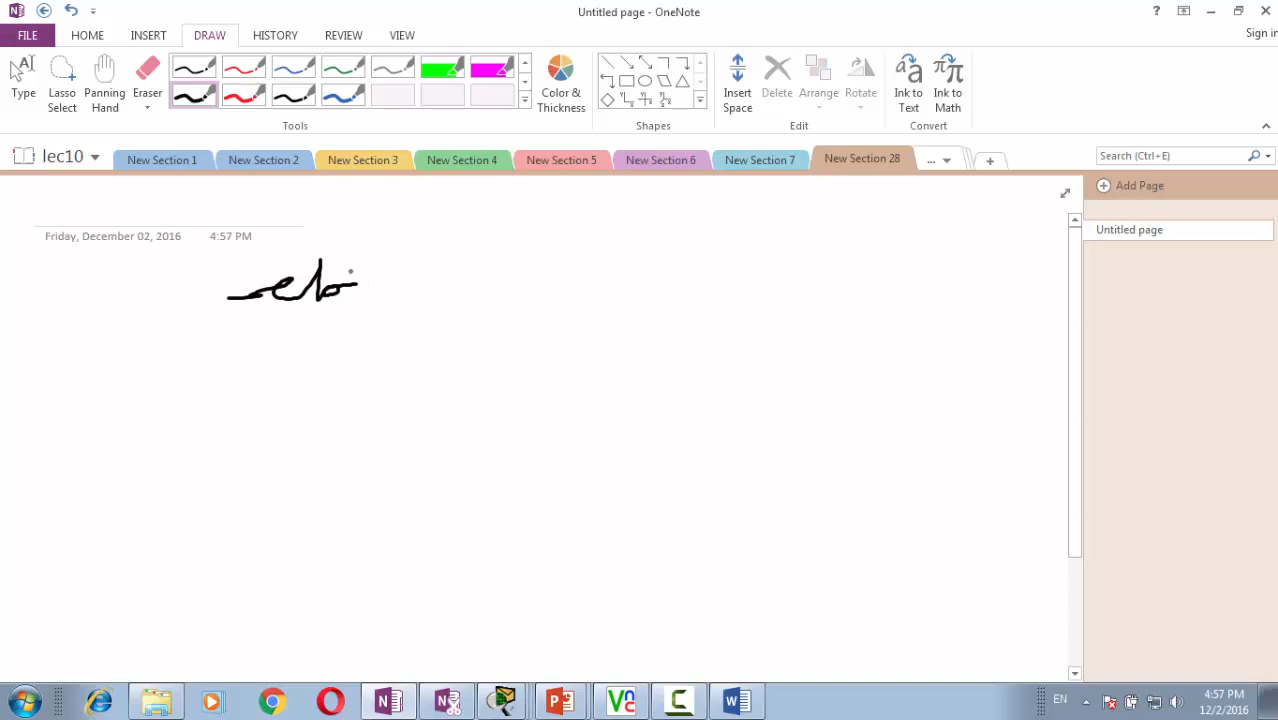 Untitled page - OneNote
? 
Sign in
FILE HOME INSERT DRAW HISTORY REVIEW VIEW
Type
Lasso Select
Panning Hand
Eraser
Color & Thickness
Insert Space
Delete
Arrange
Rotate
Ink to Text
Ink to Math
Tools Shapes Edit Convert
lec10 New Section 1 New Section 2 New Section 3 New Section 4 New Section 5 New Section 6 New Section 7 New Section 28 ... Search (Ctrl+E)
Add Page
Untitled page
Friday, December 02, 2016 4:57 PM
EN
4:57 PM
12/2/2016